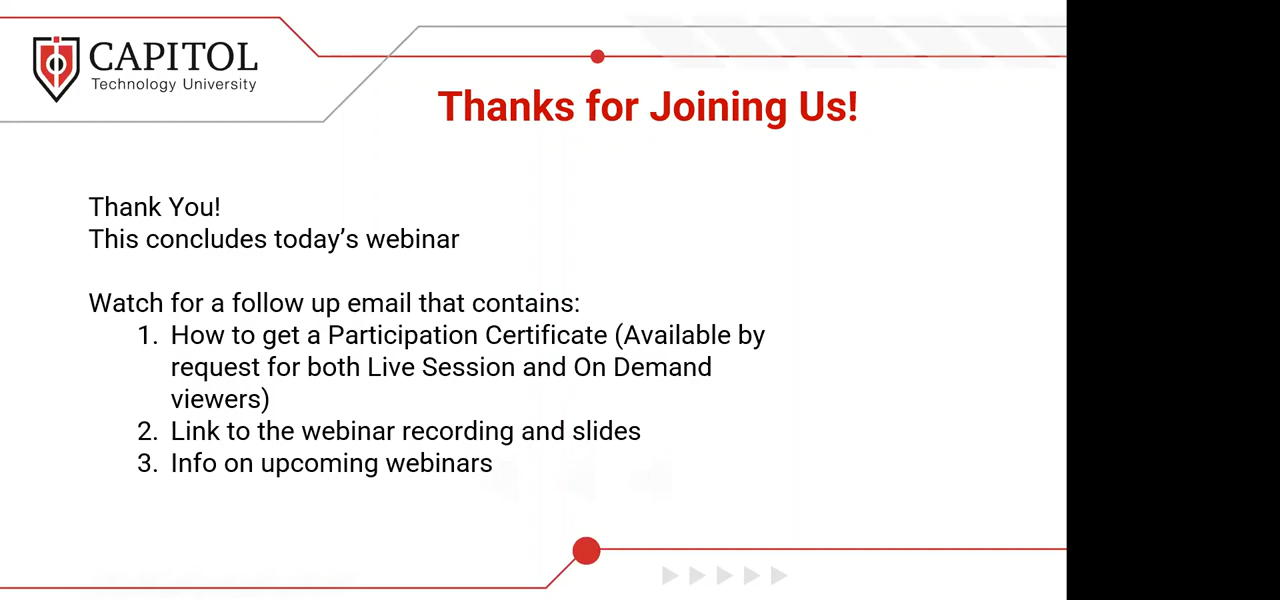 CAPITOL
Technology University
Thanks for Joining Us!
Thank You!
This concludes today’s webinar
Watch for a follow up email that contains:
1. How to get a Participation Certificate (Available by
request for both Live Session and On Demand
viewers)
2. Link to the webinar recording and slides
3. Info on upcoming webinars